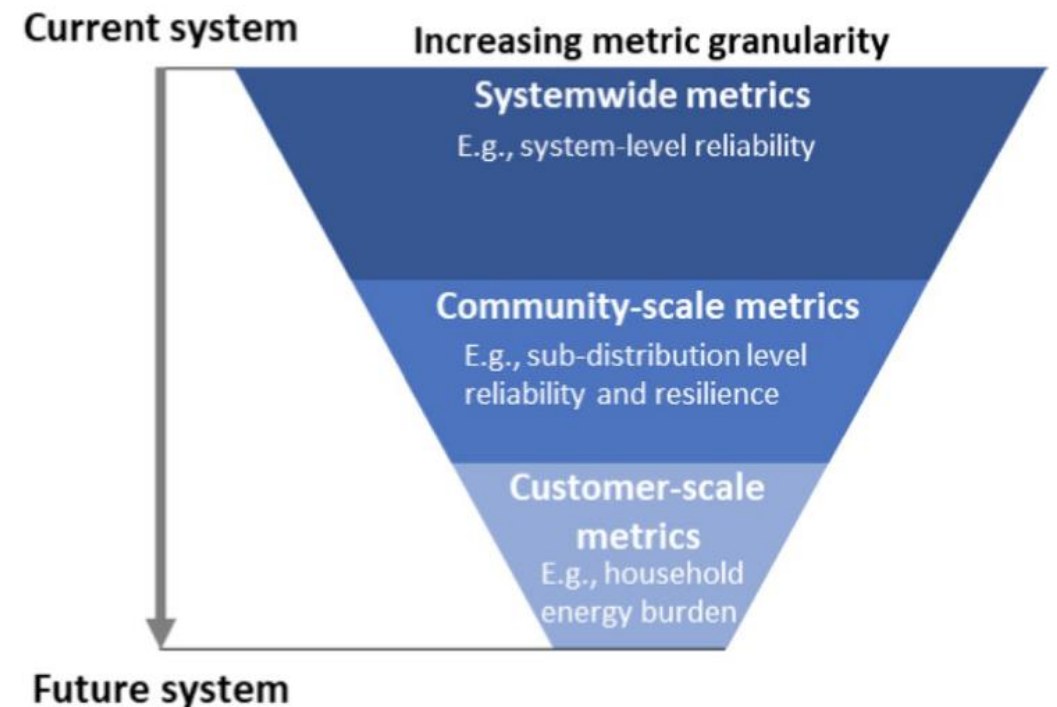 Current system
Increasing metric granularity
Systemwide metrics
E.g., system-level reliability
Community-scale metrics
E.g., sub-distribution level
reliability and resilience
Customer-scale
metrics
E.g., household
energy burden
Future system